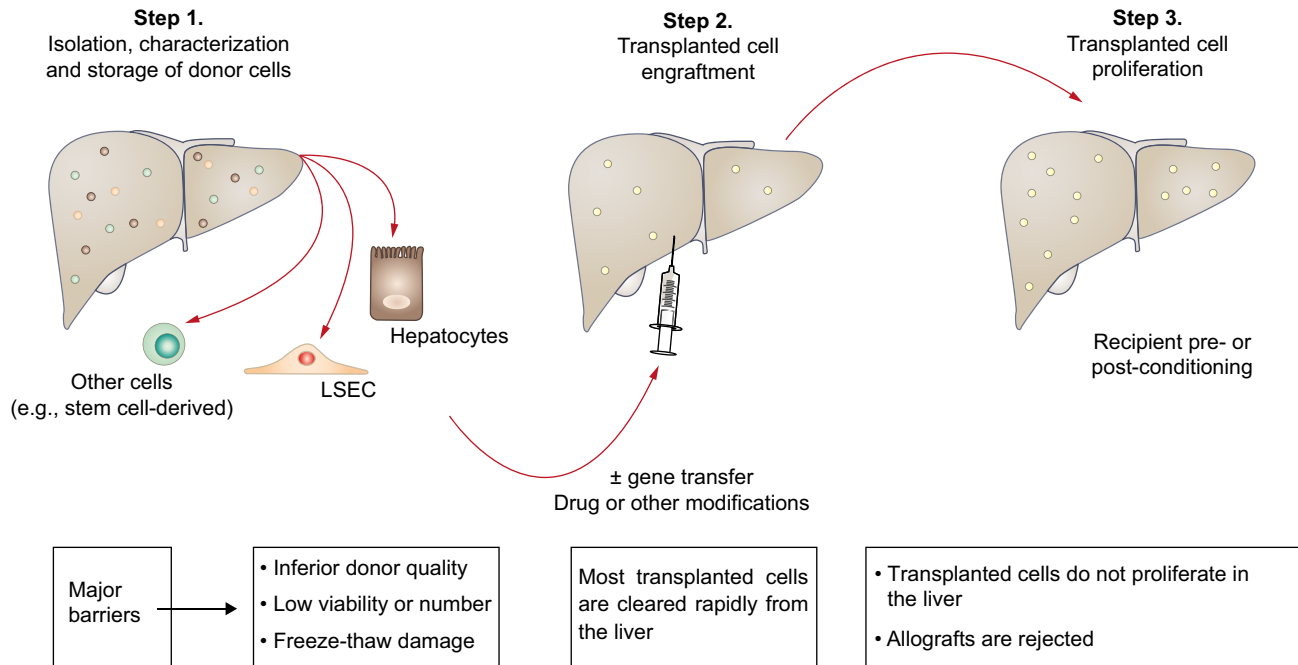 Step 1.
Isolation, characterization
and storage of donor cells
Step 2.
Transplanted cell
engraftment
Step 3.
Transplanted cell
proliferation
Hepatocytes
LSEC
Other cells
(e.g., stem cell-derived)
Recipient pre- or
post-conditioning
± gene transfer
Drug or other modifications
Major
barriers
• Inferior donor quality
• Low viability or number
• Freeze-thaw damage
Most transplanted cells
are cleared rapidly from
the liver
• Transplanted cells do not proliferate in
the liver
• Allografts are rejected